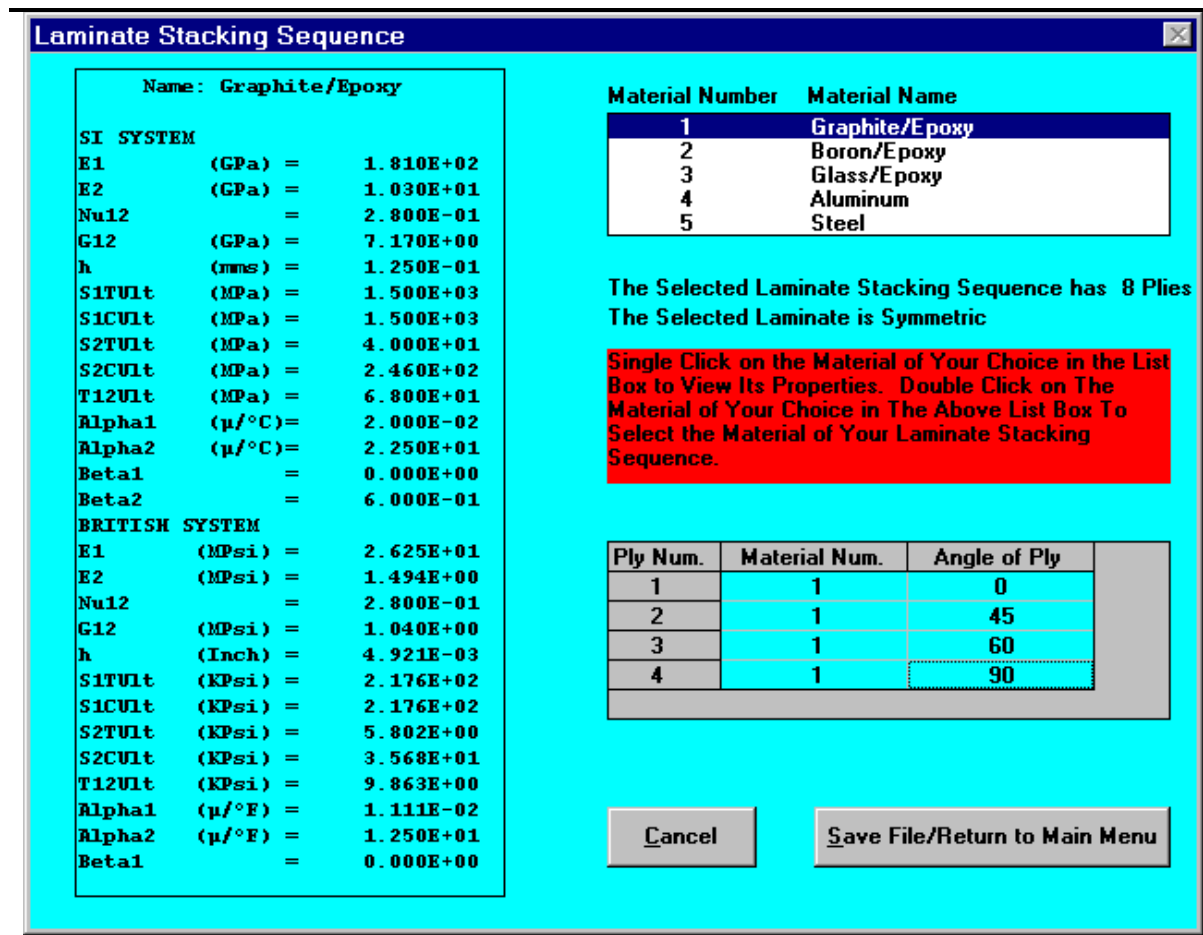 Laminate Stacking Sequence
Name: Graphite/Epoxy
SI SYSTEM
E1 (GPa) = 1.810E+02
E2 (GPa) = 1.030E+01
Nu12 = 2.800E-01
G12 (GPa) = 7.170E+00
h (mms) = 1.250E-01
S1TUlt (MPa) = 1.500E+03
S1CUlt (MPa) = 1.500E+03
S2TUlt (MPa) = 4.000E+01
S2CUlt (MPa) = 2.460E+02
T12Ult (MPa) = 6.800E+01
Alpha1 (µ/°C)= 2.000E-02
Alpha2 (µ/°C)= 2.250E+01
Beta1 = 0.000E+00
Beta2 = 6.000E-01
BRITISH SYSTEM
E1 (MPsi) = 2.625E+01
E2 (MPsi) = 1.494E+00
Nu12 = 2.800E-01
G12 (MPsi) = 1.040E+00
h (Inch) = 4.921E-03
S1TUlt (KPsi) = 2.176E+02
S1CUlt (KPsi) = 2.176E+02
S2TUlt (KPsi) = 5.802E+00
S2CUlt (KPsi) = 3.568E+01
T12Ult (KPsi) = 9.863E+00
Alpha1 (µ/°F) = 1.111E-02
Alpha2 (µ/°F) = 1.250E+01
Beta1 = 0.000E+00
Material Number Material Name
1 Graphite/Epoxy
2 Boron/Epoxy
3 Glass/Epoxy
4 Aluminum
5 Steel
The Selected Laminate Stacking Sequence has 8 Plies
The Selected Laminate is Symmetric
Single Click on the Material of Your Choice in the List
Box to View Its Properties. Double Click on The
Material of Your Choice in The Above List Box To
Select the Material of Your Laminate Stacking
Sequence.
Ply Num. Material Num. Angle of Ply
1 1 0
2 1 45
3 1 60
4 1 90
Cancel
Save File/Return to Main Menu